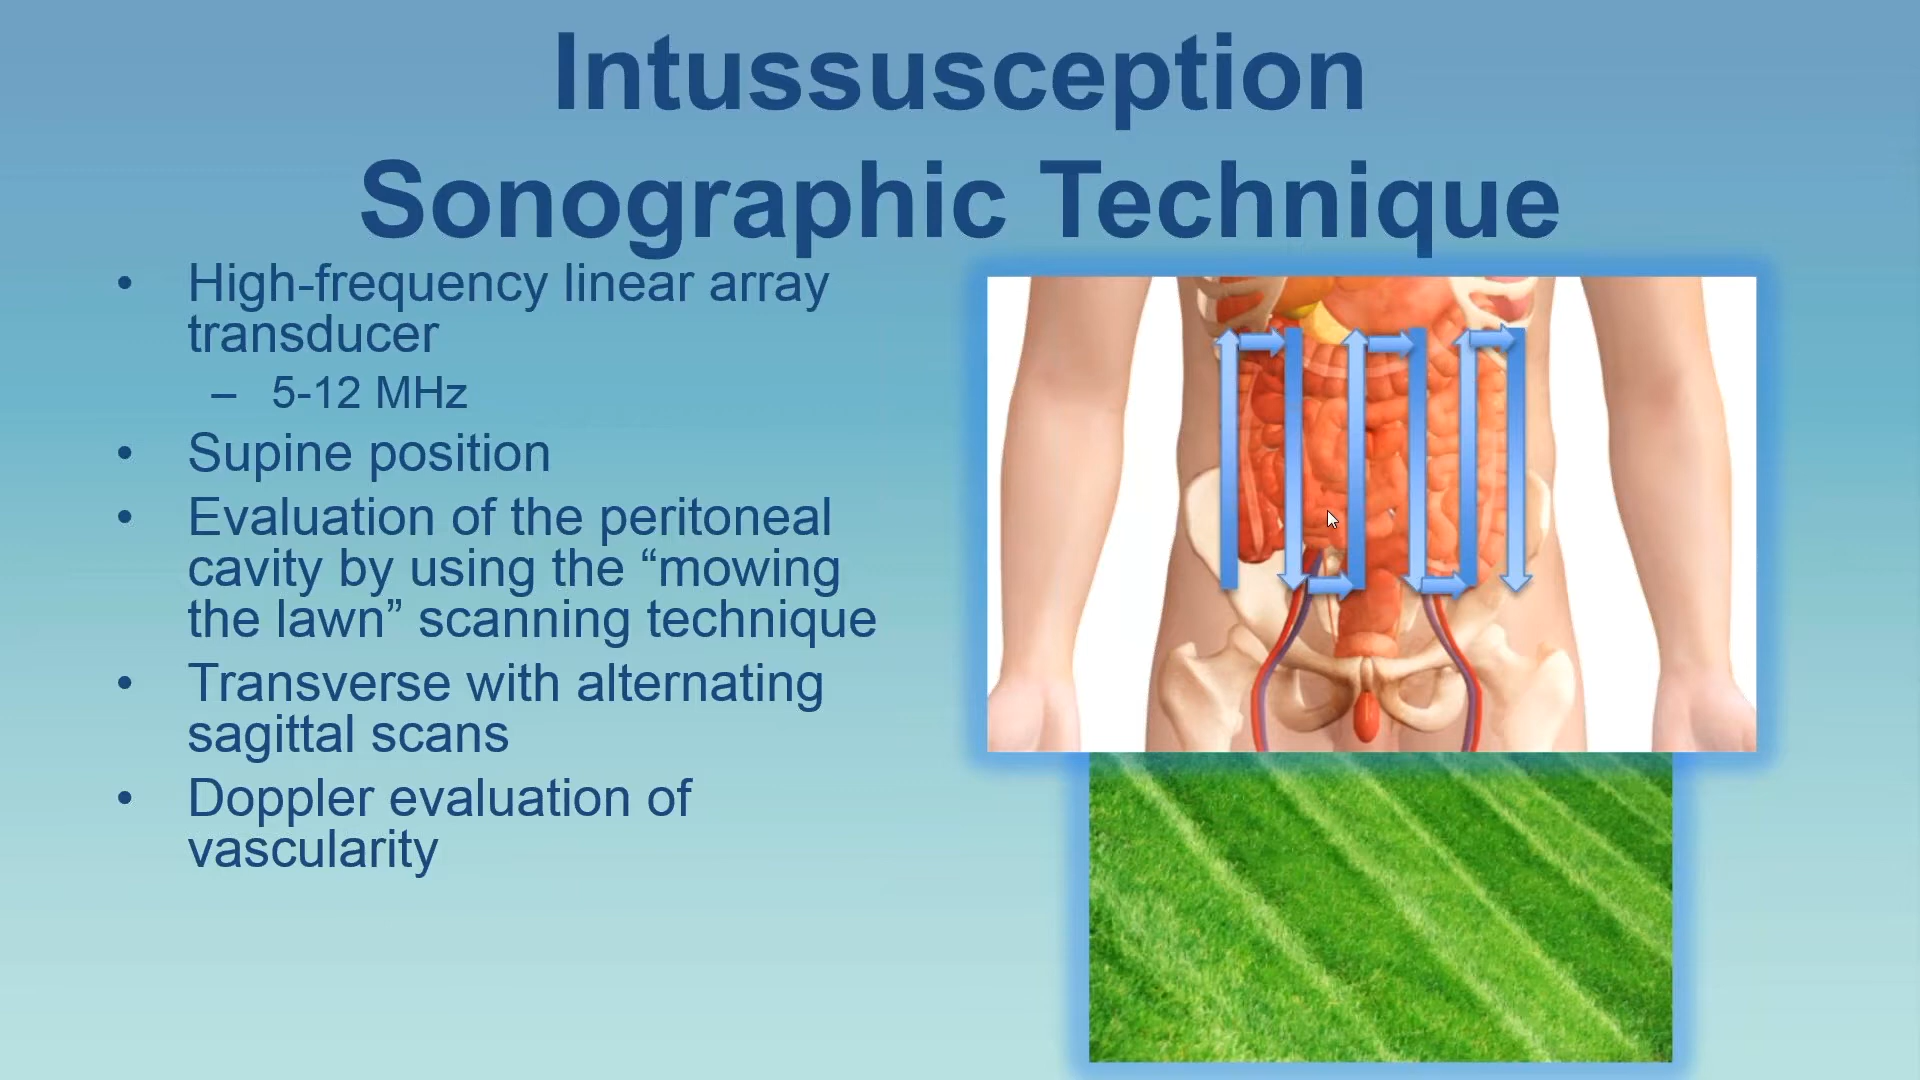 Intussusception
Sonographic Technique
• High-frequency linear array
transducer
– 5-12 MHz
• Supine position
• Evaluation of the peritoneal
cavity by using the “mowing
the lawn” scanning technique
• Transverse with alternating
sagittal scans
• Doppler evaluation of
vascularity